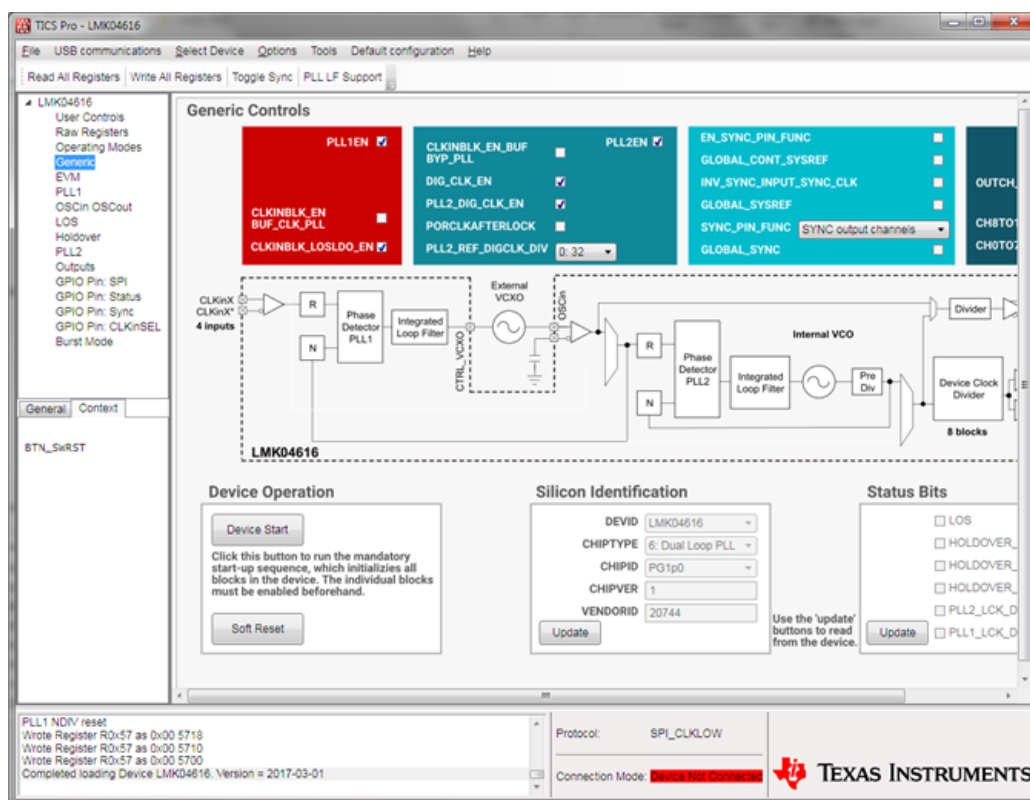 TICS Pro - LMK04616
File USB communications Select Device Options Tools Default configuration Help
Read All Registers Write All Registers Toggle Sync PLL LF Support
LMK04616
User Controls
Raw Registers
Operating Modes
Generic
EVM
PLL1
OSCin OSCout
LOS
Holdover
PLL2
Outputs
GPIO Pin: SPI
GPIO Pin: Status
GPIO Pin: Sync
GPIO Pin: CLKinSEL
Burst Mode
General Context
BTN_SWRST
Generic Controls
PLL1EN
CLKINBLK_EN
BUF_CLK_PLL
CLKINBLK_LOSLDO_EN
CLKINBLK_EN_BUF
BYP_PLL
PLL2EN
DIG_CLK_EN
PLL2_DIG_CLK_EN
PORCLKAFTERLOCK
PLL2_REF_DIGCLK_DIV 0: 32
EN_SYNC_PIN_FUNC
GLOBAL_CONT_SYSREF
INV_SYNC_INPUT_SYNC_CLK
GLOBAL_SYSREF
SYNC_PIN_FUNC SYNC output channels
GLOBAL_SYNC
OUTCH_
CH8TO1
CH0TO7
CLKinX
CLKinX*
4 inputs
R
N
Phase
Detector
PLL1
Integrated
Loop Filter
CTRL_VCXO
External
VCXO
OSCin
R
N
Phase
Detector
PLL2
Integrated
Loop Filter
Internal VCO
Pre
Div
Divider
Device Clock
Divider
8 blocks
LMK04616
Device Operation
Device Start
Click this button to run the mandatory
start-up sequence, which initializies all
blocks in the device. The individual blocks
must be enabled beforehand.
Soft Reset
Silicon Identification
DEVID LMK04616
CHIPTYPE 6: Dual Loop PLL
CHIPID PG1p0
CHIPVER 1
VENDORID 20744
Update
Use the 'update'
buttons to read
from the device.
Status Bits
LOS
HOLDOVER_
HOLDOVER_
HOLDOVER_
PLL2_LCK_D
PLL1_LCK_D
Update
PLL1 NDIV reset
Wrote Register R0x57 as 0x00 5718
Wrote Register R0x57 as 0x00 5710
Wrote Register R0x57 as 0x00 5700
Completed loading Device LMK04616. Version = 2017-03-01
Protocol: SPI_CLKLOW
Connection Mode: Device Not Connected
TEXAS INSTRUMENTS